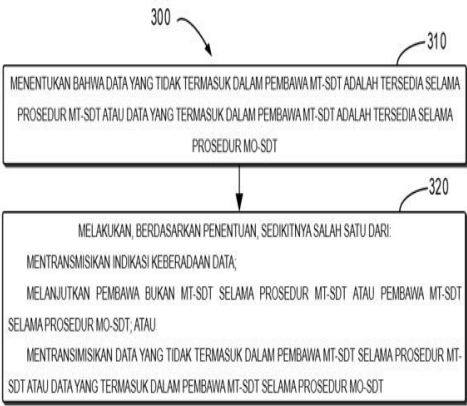 300
310
MENENTUKAN BAHWA DATA YANG TIDAK TERMASUK DALAM PEMBAWA MT-SDT ADALAH TERSEDIA SELAMA
PROSEDUR MT-SDT ATAU DATA YANG TERMASUK DALAM PEMBAWA MT-SDT ADALAH TERSEDIA SELAMA
PROSEDUR MO-SDT
320
MELAKUKAN, BERDASARKAN PENENTUAN, SEDIKITNYA SALAH SATU DARI:
MENTRANSMISIKAN INDIKASI KEBERADAAN DATA;
MELANJUTKAN PEMBAWA BUKAN MT-SDT SELAMA PROSEDUR MT-SDT ATAU PEMBAWA MT-SDT
SELAMA PROSEDUR MO-SDT; ATAU
MENTRANSIMISIKAN DATA YANG TIDAK TERMASUK DALAM PEMBAWA MT-SDT SELAMA PROSEDUR MT-
SDT ATAU DATA YANG TERMASUK DALAM PEMBAWA MT-SDT SELAMA PROSEDUR MO-SDT